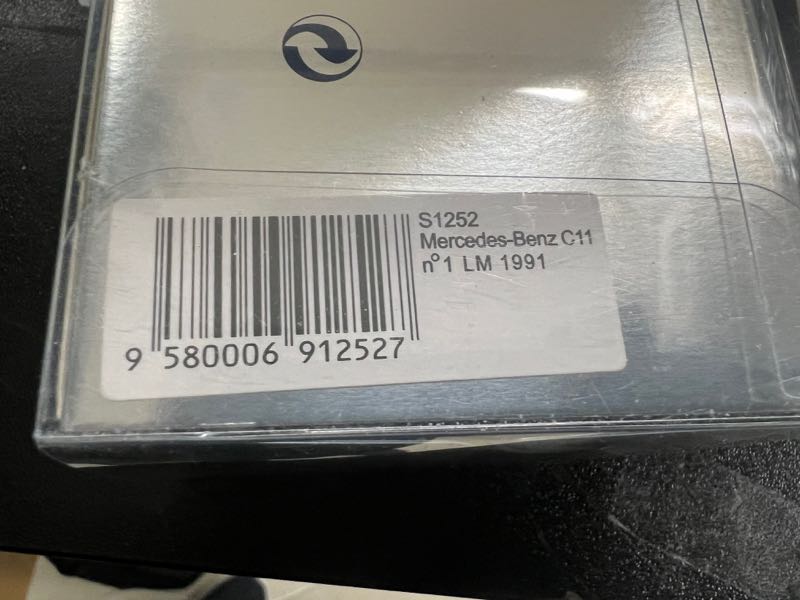 S1252
Mercedes-Benz C11
n°1 LM 1991
9 580006 912527